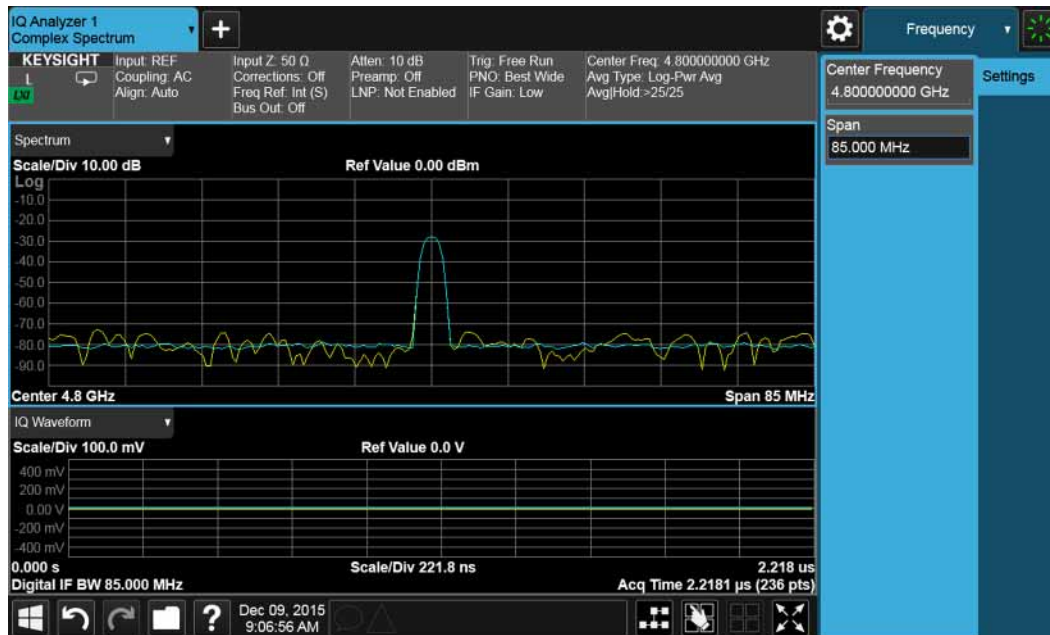 IQ Analyzer 1
Complex Spectrum
+
Frequency
KEYSIGHT
L
LXI
Input: REF
Coupling: AC
Align: Auto
Input Z: 50 Ω
Corrections: Off
Freq Ref: Int (S)
Bus Out: Off
Atten: 10 dB
Preamp: Off
LNP: Not Enabled
Trig: Free Run
PNO: Best Wide
IF Gain: Low
Center Freq: 4.800000000 GHz
Avg Type: Log-Pwr Avg
Avg|Hold:>25/25
Center Frequency
4.800000000 GHz
Settings
Span
85.000 MHz
Spectrum
Scale/Div 10.00 dB
Ref Value 0.00 dBm
Log
-10.0
-20.0
-30.0
-40.0
-50.0
-60.0
-70.0
-80.0
-90.0
Center 4.8 GHz
Span 85 MHz
IQ Waveform
Scale/Div 100.0 mV
Ref Value 0.0 V
400 mV
200 mV
0.00 V
-200 mV
-400 mV
0.000 s
Scale/Div 221.8 ns
2.218 us
Digital IF BW 85.000 MHz
Acq Time 2.2181 µs (236 pts)
?
Dec 09, 2015
9:06:56 AM